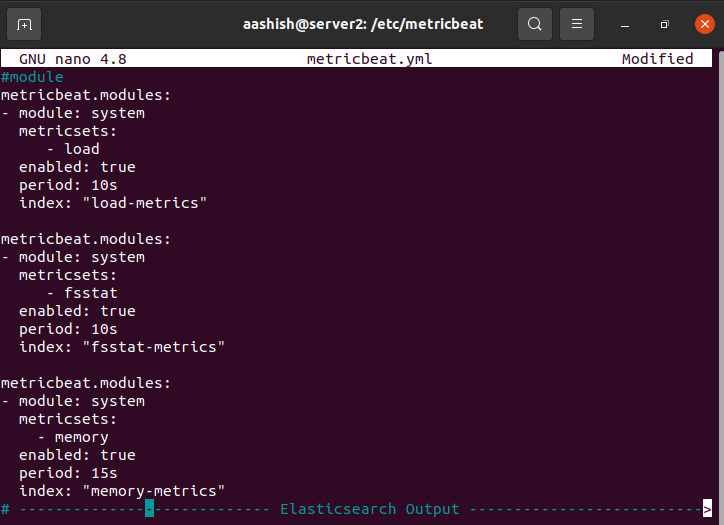 aashish@server2: /etc/metricbeat
GNU nano 4.8 metricbeat.yml Modified
#module
metricbeat.modules:
- module: system
  metricsets:
     - load
  enabled: true
  period: 10s
  index: "load-metrics"

metricbeat.modules:
- module: system
  metricsets:
     - fsstat
  enabled: true
  period: 10s
  index: "fsstat-metrics"

metricbeat.modules:
- module: system
  metricsets:
    - memory
  enabled: true
  period: 15s
  index: "memory-metrics"
# ---------------------------- Elasticsearch Output -------------------------->